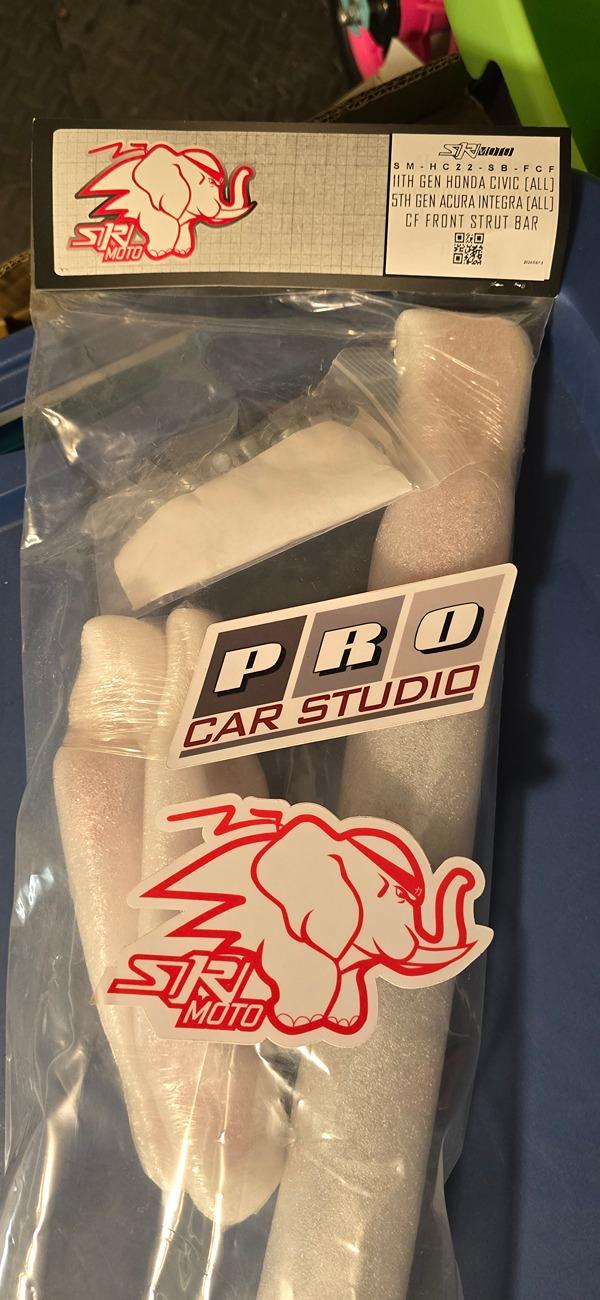 SIRIMOTO
SM-HC22-SB-FCF
11TH GEN HONDA CIVIC [ALL]
5TH GEN ACURA INTEGRA [ALL]
CF FRONT STRUT BAR
SIRI
MOTO
PRO
CAR STUDIO
SIRI
MOTO